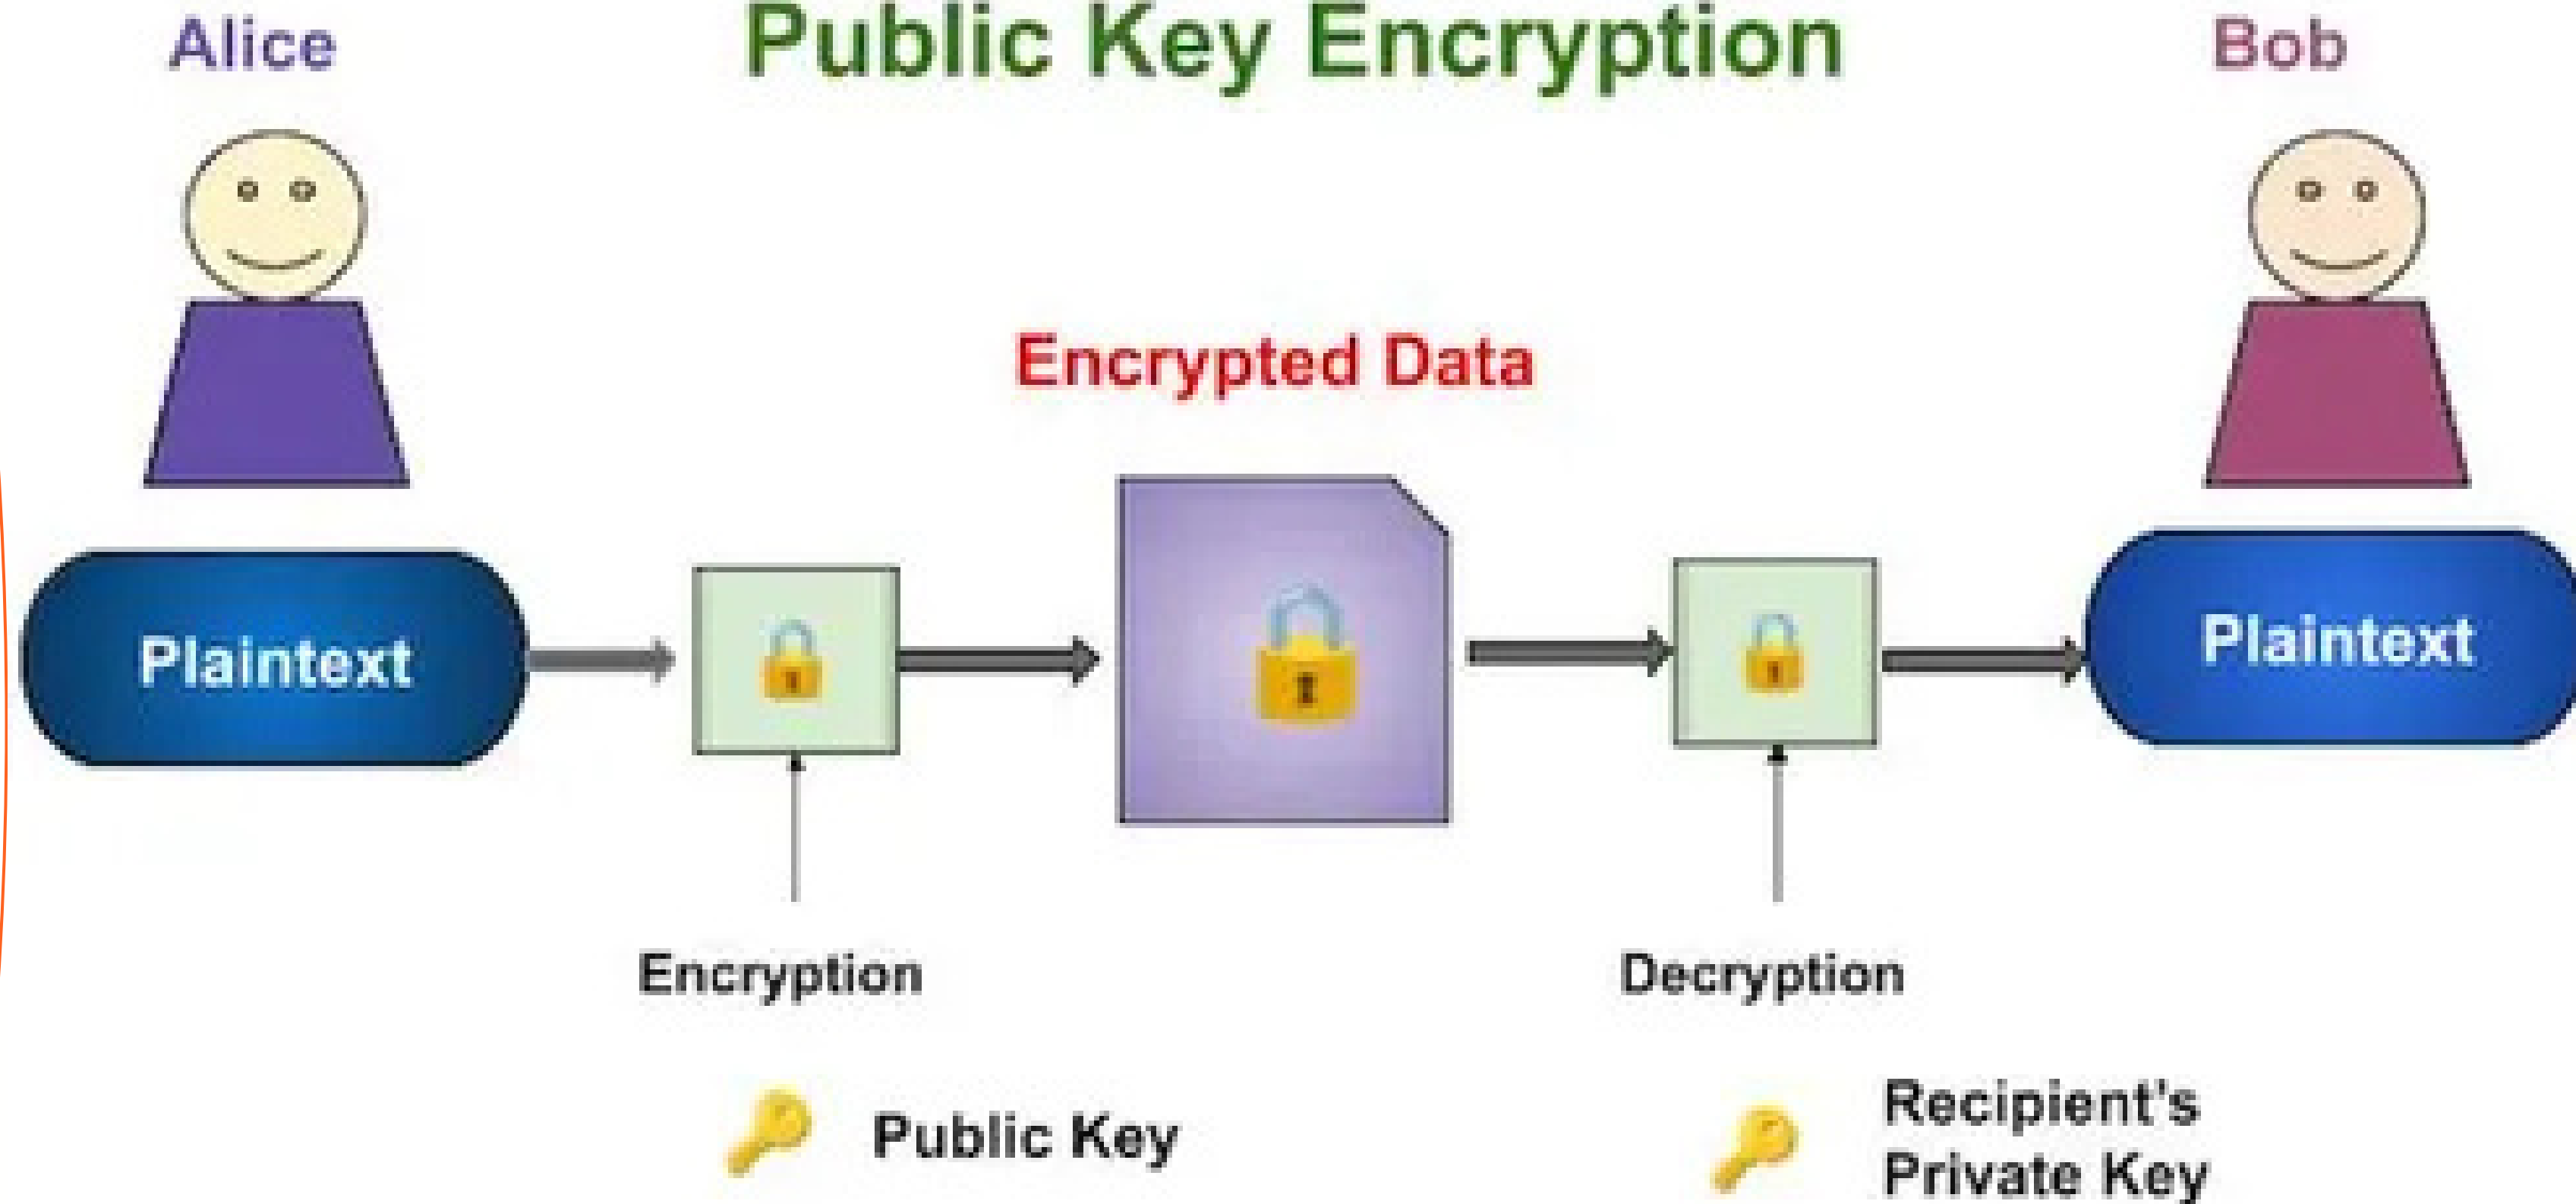 Alice
Public Key Encryption
Bob
Encrypted Data
Plaintext
Plaintext
Encryption
Decryption
Public Key
Recipient's
Private Key